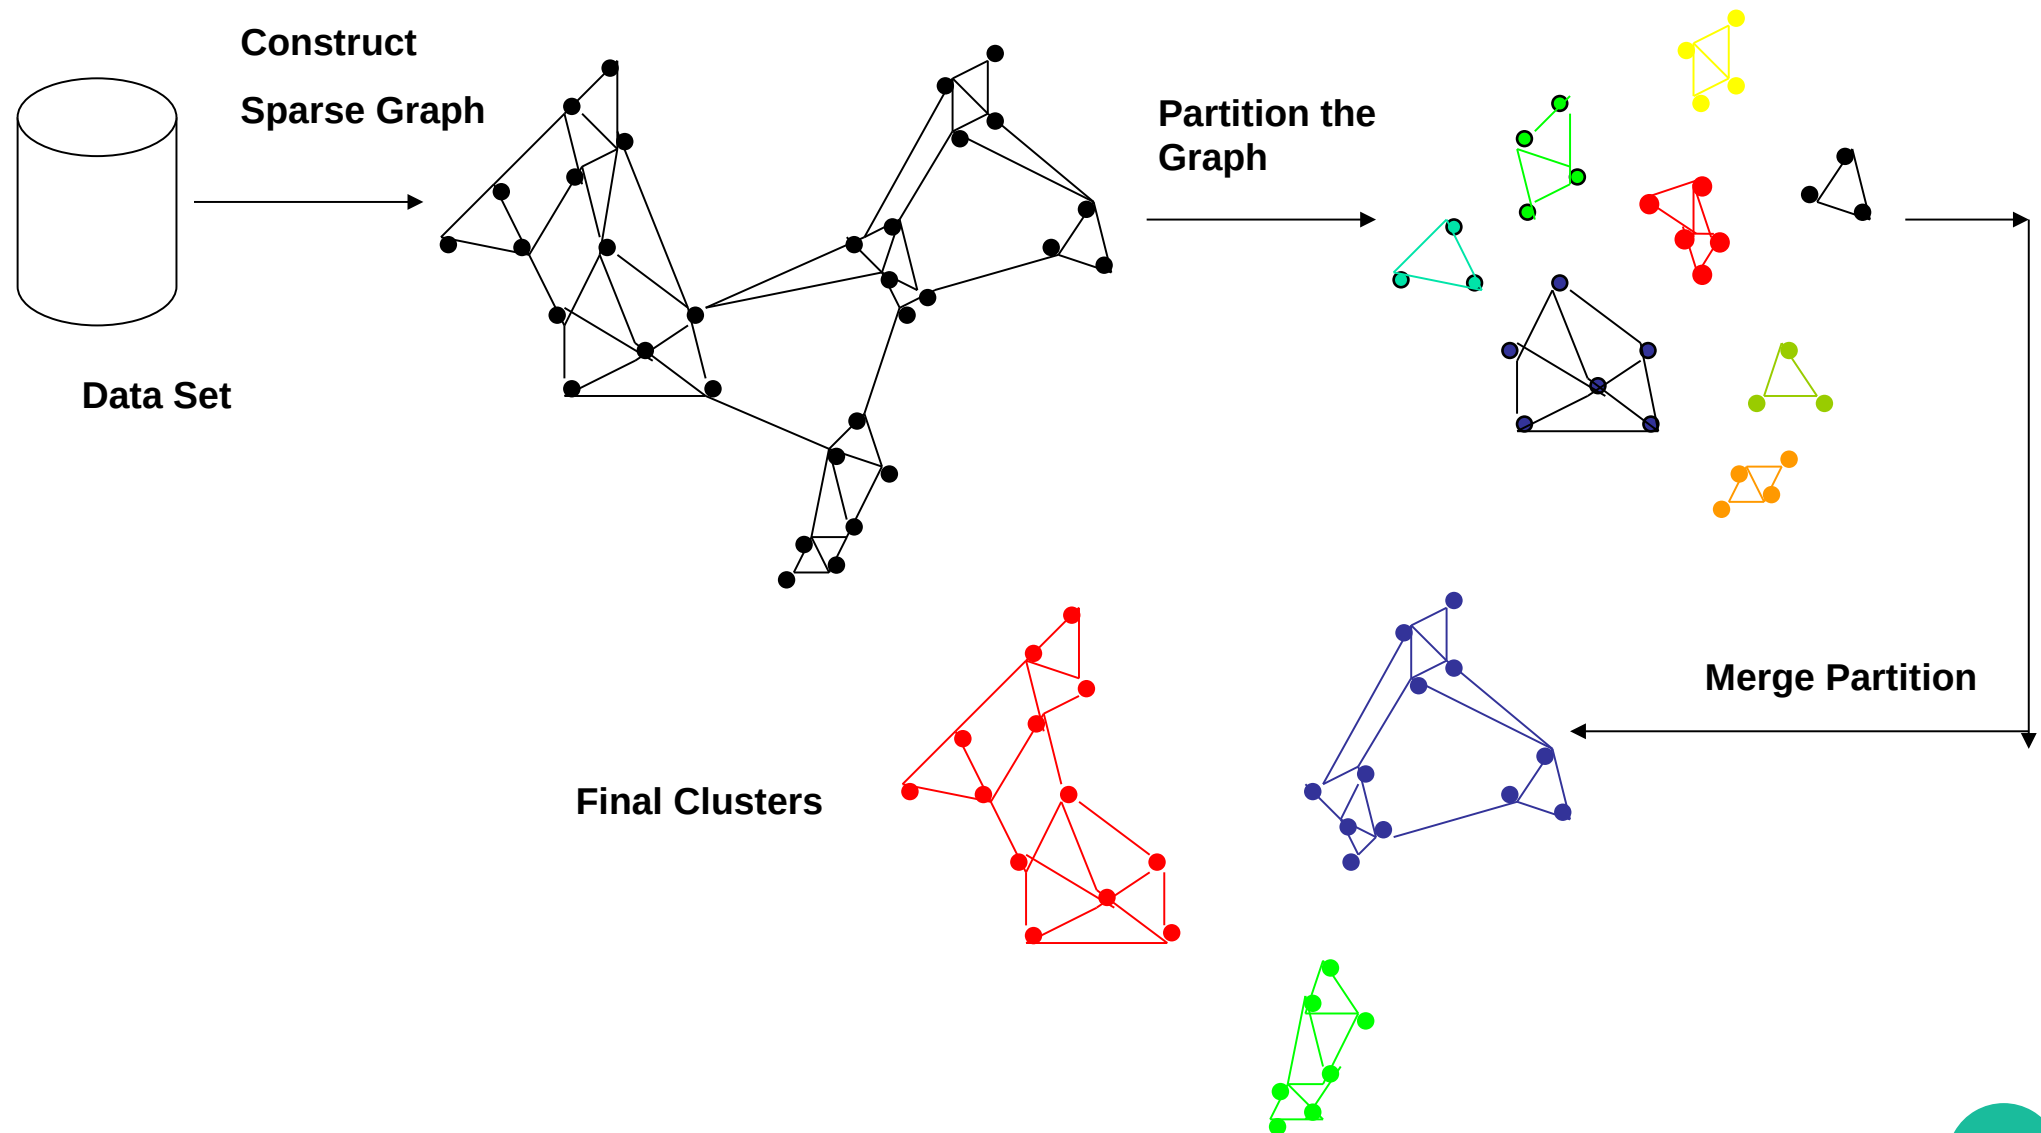 Construct
Sparse Graph
Partition the
Graph
Data Set
Merge Partition
Final Clusters